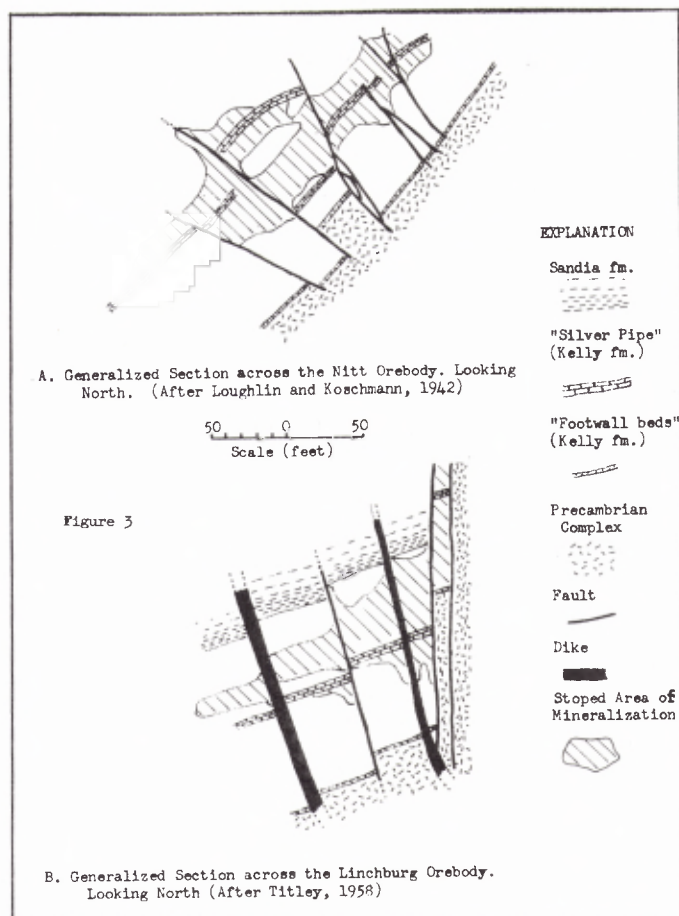 EXPLANATION
Sandia fm.
"Silver Pipe"
(Kelly fm.)
"Footwall beds"
(Kelly fm.)
Precambrian
Complex
Fault
Dike
Stoped Area of
Mineralization
A. Generalized Section across the Nitt Orebody. Looking
North. (After Loughlin and Koschmann, 1942)
50 0 50
Scale (feet)
Figure 3
B. Generalized Section across the Linchburg Orebody.
Looking North (After Titley, 1958)